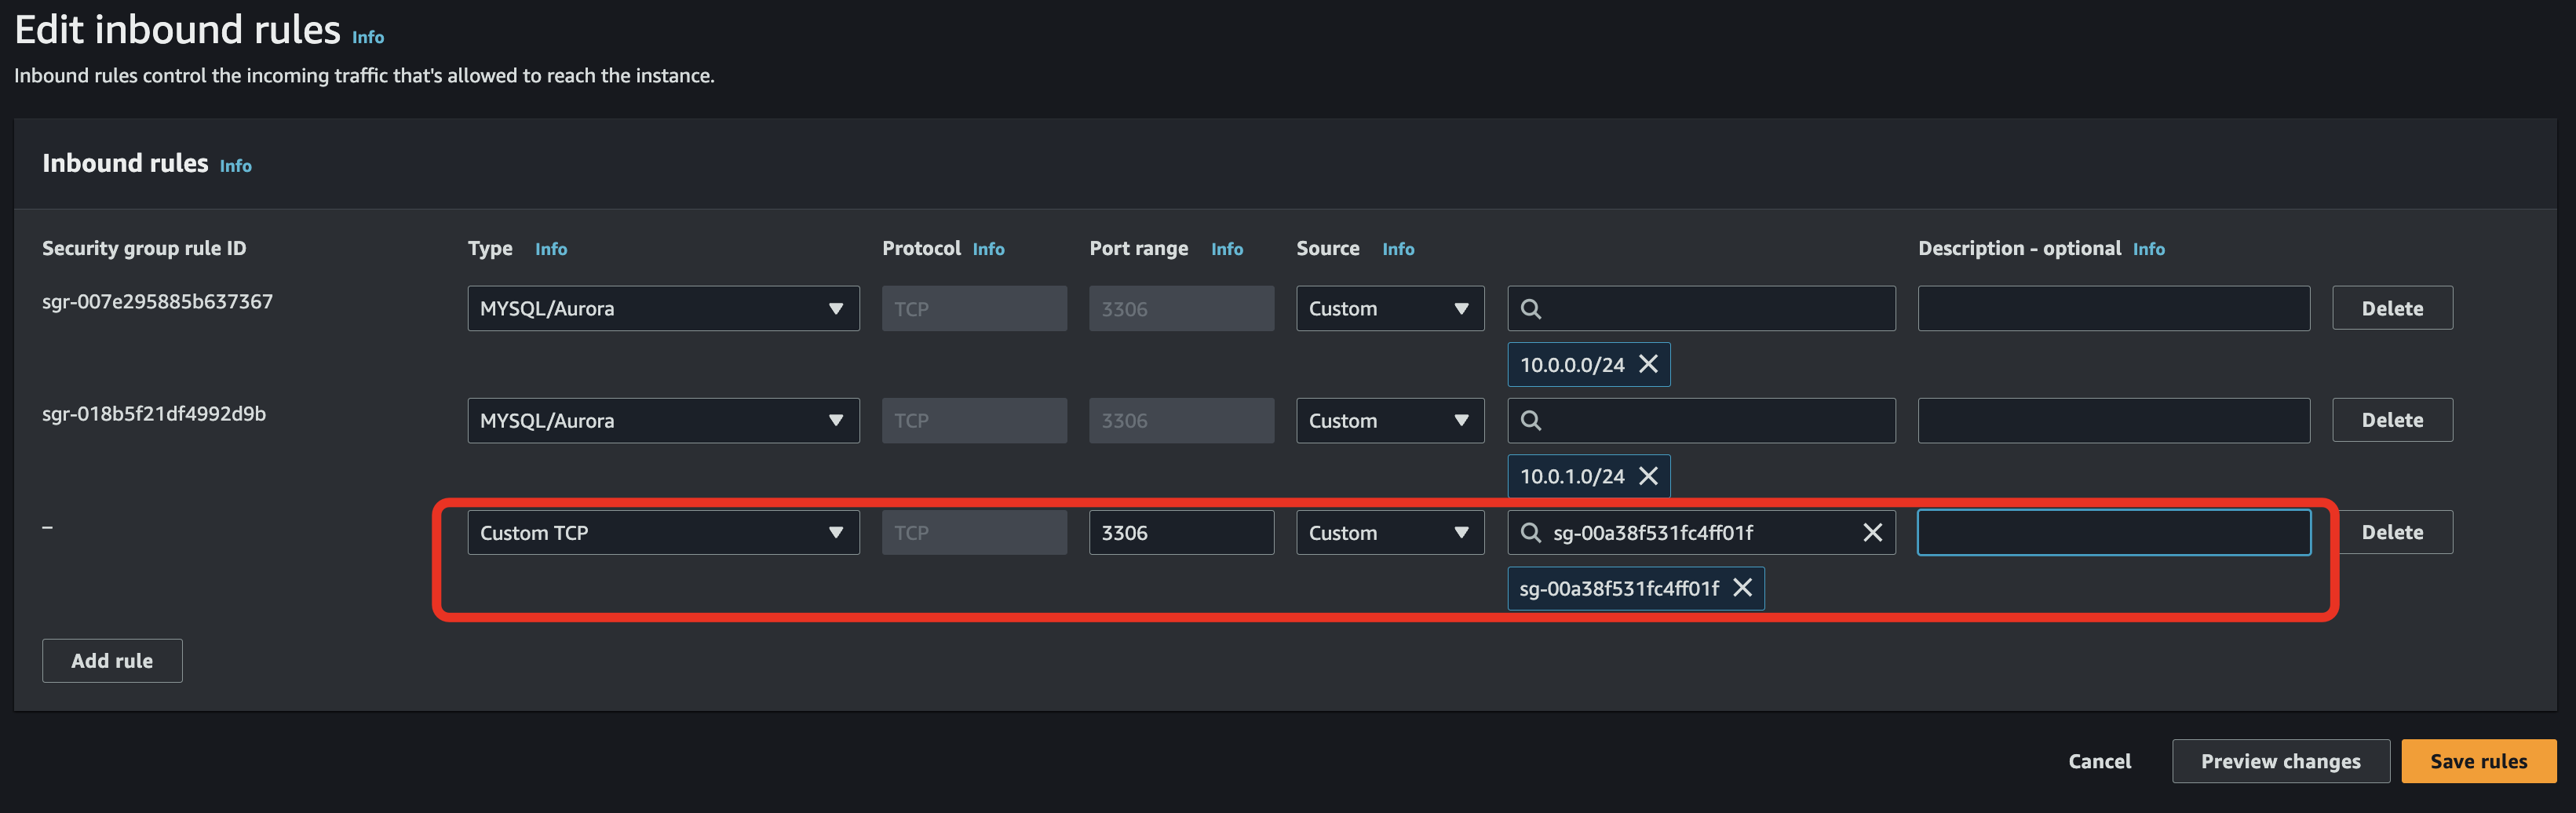 Edit inbound rules Info
Inbound rules control the incoming traffic that's allowed to reach the instance.
Inbound rules Info
Security group rule ID Type Info Protocol Info Port range Info Source Info Description - optional Info
sgr-007e295885b637367 MYSQL/Aurora TCP 3306 Custom Delete
10.0.0.0/24
sgr-018b5f21df4992d9b MYSQL/Aurora TCP 3306 Custom Delete
10.0.1.0/24
– Custom TCP TCP 3306 Custom sg-00a38f531fc4ff01f Delete
sg-00a38f531fc4ff01f
Add rule
Cancel Preview changes Save rules